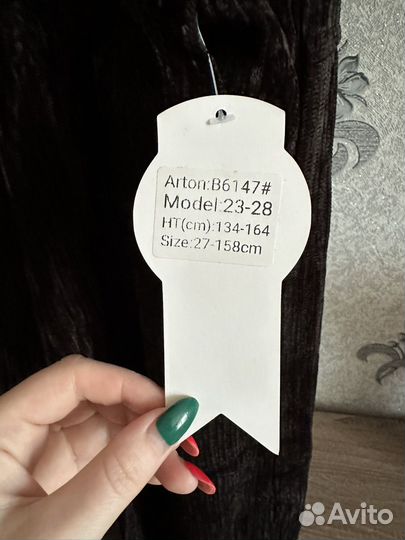 Arton:B6147#
Model:23-28
HT(cm):134-164
Size:27-158cm
Avito